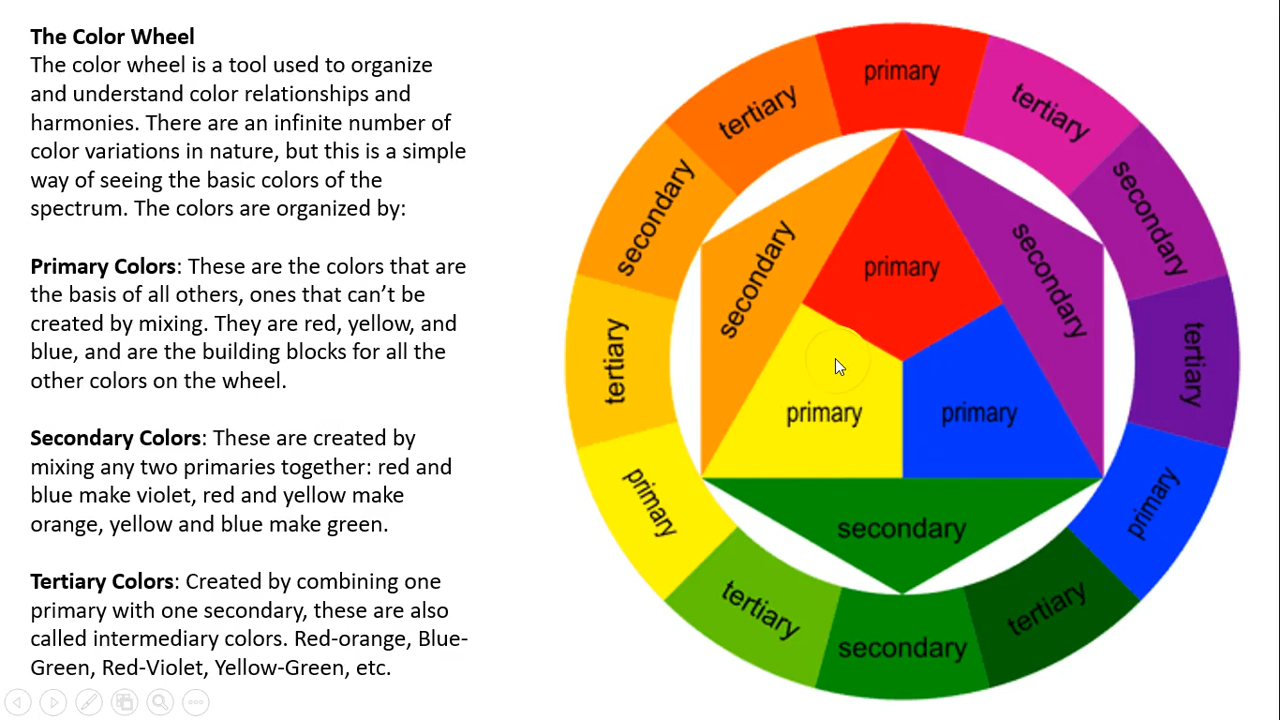 The Color Wheel
The color wheel is a tool used to organize
and understand color relationships and
harmonies. There are an infinite number of
color variations in nature, but this is a simple
way of seeing the basic colors of the
spectrum. The colors are organized by:
Primary Colors: These are the colors that are
the basis of all others, ones that can’t be
created by mixing. They are red, yellow, and
blue, and are the building blocks for all the
other colors on the wheel.
Secondary Colors: These are created by
mixing any two primaries together: red and
blue make violet, red and yellow make
orange, yellow and blue make green.
Tertiary Colors: Created by combining one
primary with one secondary, these are also
called intermediary colors. Red-orange, Blue-
Green, Red-Violet, Yellow-Green, etc.
primary
tertiary
secondary
tertiary
primary
tertiary
secondary
tertiary
primary
tertiary
secondary
tertiary
primary
secondary
primary
secondary
primary
secondary